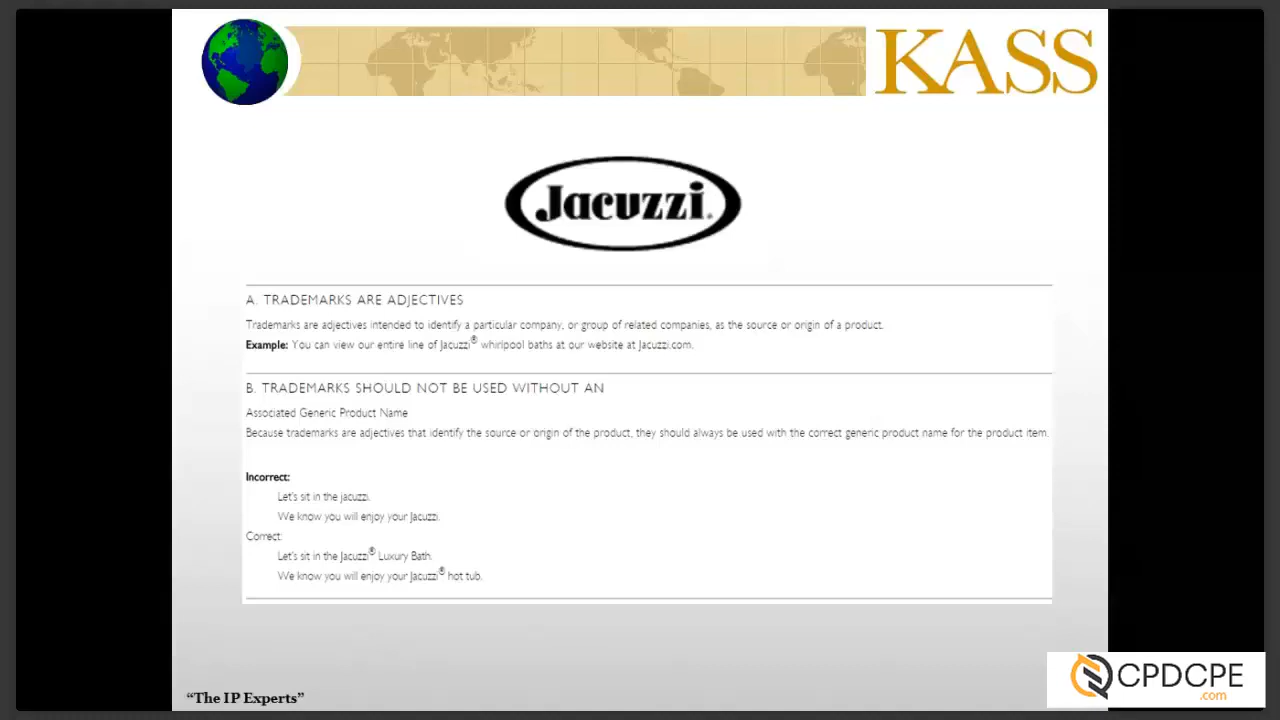 KASS
Jacuzzi®
A. TRADEMARKS ARE ADJECTIVES
Trademarks are adjectives intended to identify a particular company, or group of related companies, as the source or origin of a product.
Example: You can view our entire line of Jacuzzi® whirlpool baths at our website at Jacuzzi.com.
B. TRADEMARKS SHOULD NOT BE USED WITHOUT AN
Associated Generic Product Name
Because trademarks are adjectives that identify the source or origin of the product, they should always be used with the correct generic product name for the product item.
Incorrect:
Let's sit in the jacuzzi.
We know you will enjoy your Jacuzzi.
Correct:
Let's sit in the Jacuzzi® Luxury Bath.
We know you will enjoy your Jacuzzi® hot tub.
CPDCPE
.com
“The IP Experts”